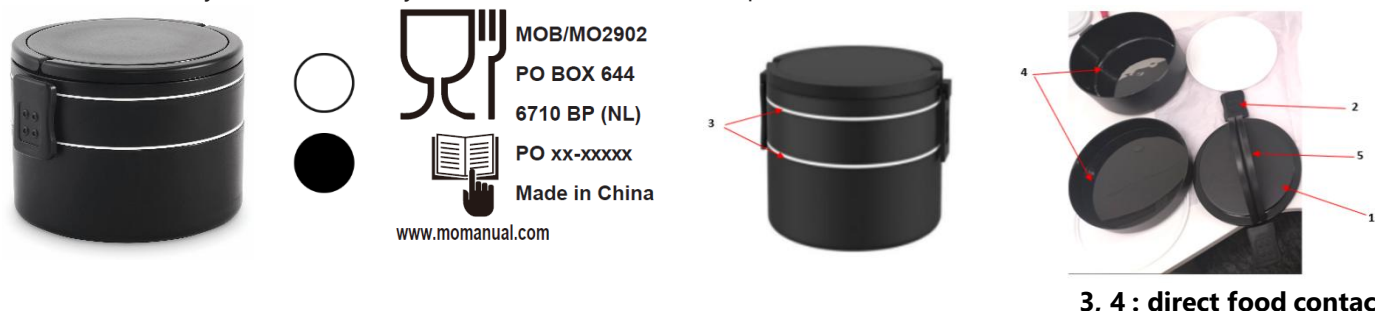 MOB/MO2902
PO BOX 644
6710 BP (NL)
PO xx-xxxxx
Made in China
www.momanual.com
3
4
2
5
1
3, 4 : direct food contac